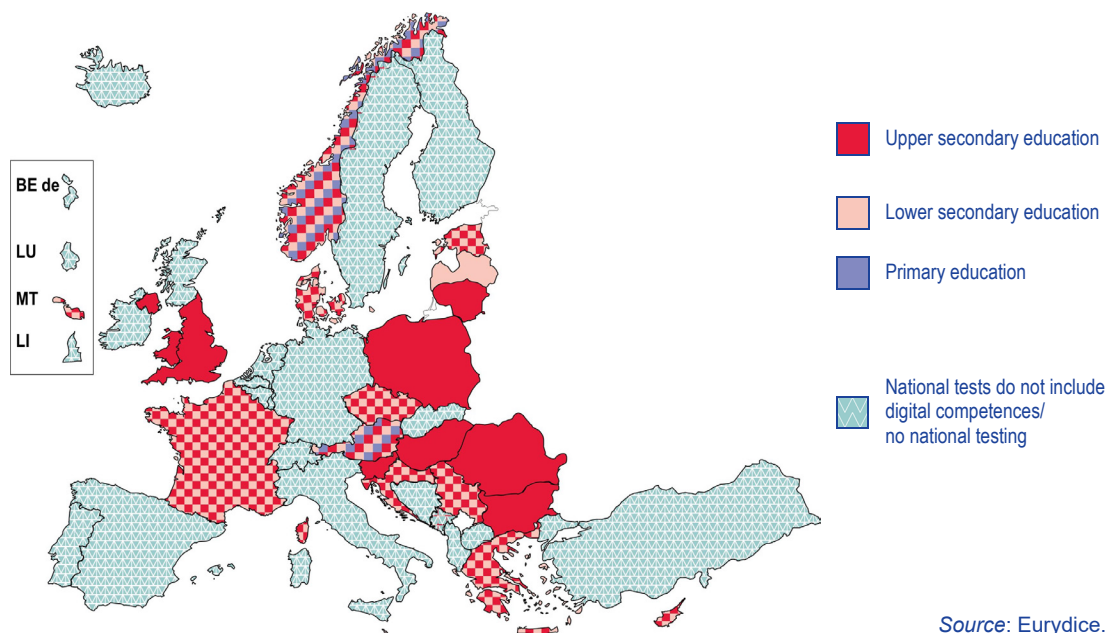 BE de
LU
MT
LI
Upper secondary education
Lower secondary education
Primary education
National tests do not include
digital competences/
no national testing
Source: Eurydice.